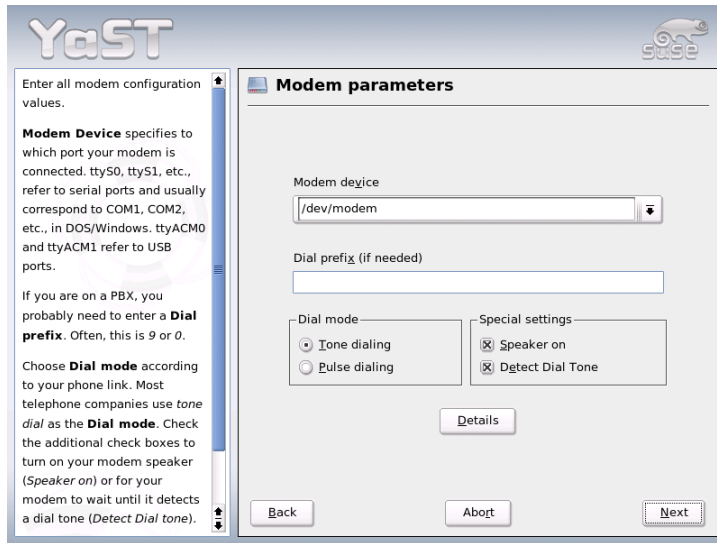 YaST
SUSE
Enter all modem configuration
values.
Modem Device specifies to
which port your modem is
connected. ttyS0, ttyS1, etc.,
refer to serial ports and usually
correspond to COM1, COM2,
etc., in DOS/Windows. ttyACM0
and ttyACM1 refer to USB
ports.
If you are on a PBX, you
probably need to enter a Dial
prefix. Often, this is 9 or 0.
Choose Dial mode according
to your phone link. Most
telephone companies use tone
dial as the Dial mode. Check
the additional check boxes to
turn on your modem speaker
(Speaker on) or for your
modem to wait until it detects
a dial tone (Detect Dial tone).
Modem parameters
Modem device
/dev/modem
Dial prefix (if needed)
Dial mode
Tone dialing
Pulse dialing
Special settings
Speaker on
Detect Dial Tone
Details
Back
Abort
Next